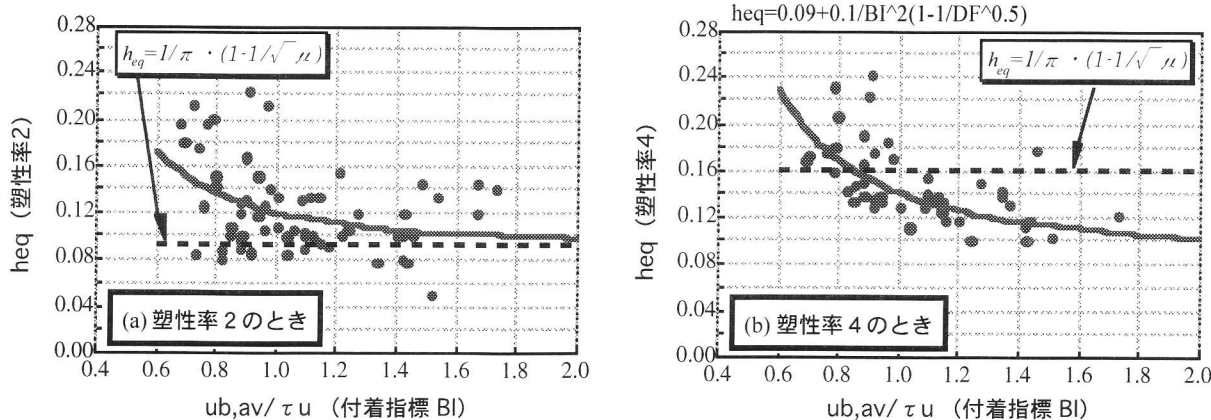 heq=0.09+0.1/BI^2(1-1/DF^0.5)
0.28
0.24
0.20
0.16
0.12
0.08
0.04
0.00
heq (塑性率2)
h_eq=1/π ・(1-1/√μ)
(a) 塑性率2のとき
0.4 0.6 0.8 1.0 1.2 1.4 1.6 1.8 2.0
ub,av/τu (付着指標 BI)
0.28
0.24
0.20
0.16
0.12
0.08
0.04
0.00
heq (塑性率4)
h_eq=1/π ・(1-1/√μ)
(b) 塑性率4のとき
0.4 0.6 0.8 1.0 1.2 1.4 1.6 1.8 2.0
ub,av/τu (付着指標 BI)